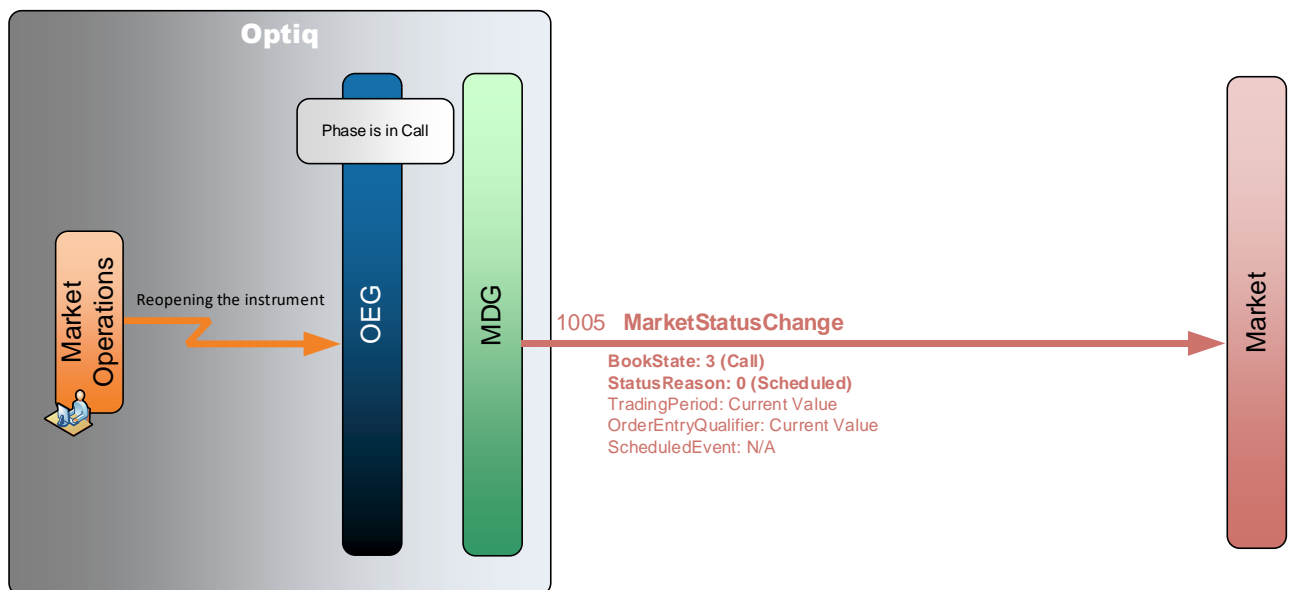 Optiq
Phase is in Call
Market
Operations
Reopening the instrument
OEG
MDG
1005 MarketStatusChange
BookState: 3 (Call)
StatusReason: 0 (Scheduled)
TradingPeriod: Current Value
OrderEntryQualifier: Current Value
ScheduledEvent: N/A
Market